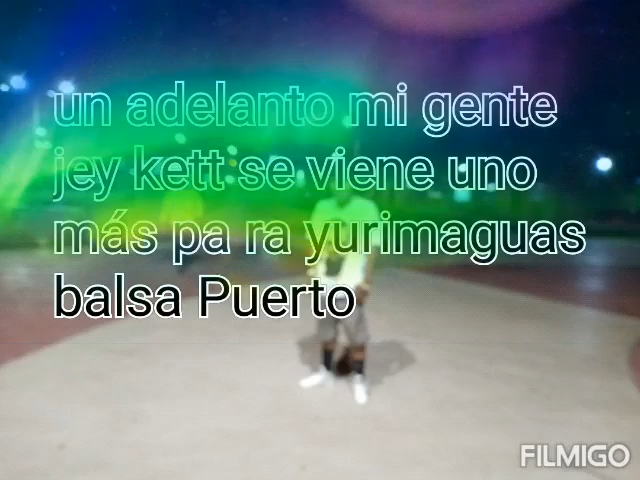 un adelanto mi gente
jey kett se viene uno
más pa ra yurimaguas
balsa Puerto
FILMIGO